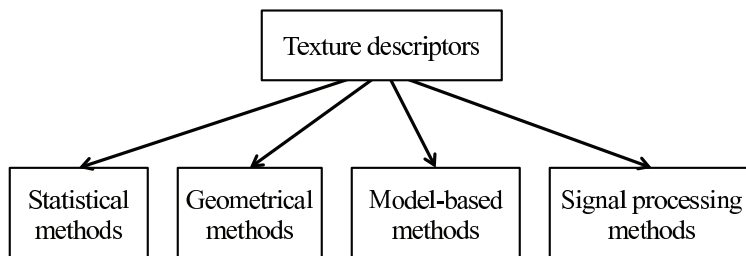 Texture descriptors
Statistical
methods
Geometrical
methods
Model-based
methods
Signal processing
methods